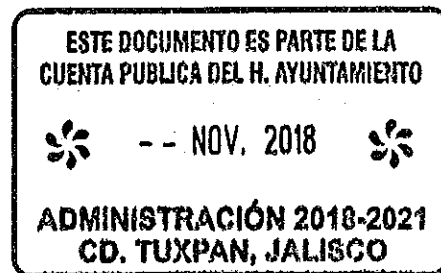 ESTE DOCUMENTO ES PARTE DE LA
CUENTA PUBLICA DEL H. AYUNTAMIENTO
-- NOV. 2018
ADMINISTRACIÓN 2018-2021
CD. TUXPAN, JALISCO